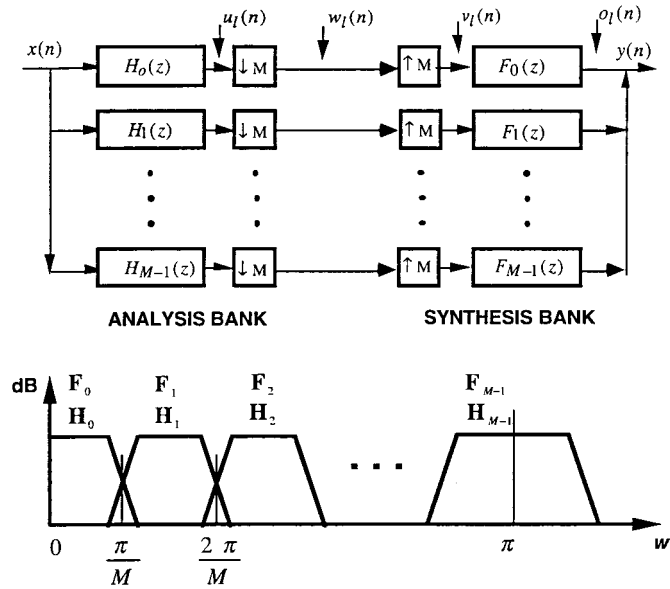 u_l(n) w_l(n) v_l(n) o_l(n)
x(n) y(n)
H_o(z) ↓M ↑M F_0(z)
H_1(z) ↓M ↑M F_1(z)
H_{M-1}(z) ↓M ↑M F_{M-1}(z)
ANALYSIS BANK SYNTHESIS BANK
dB F_0 F_1 F_2 F_{M-1}
H_0 H_1 H_2 H_{M-1}
0 π/M 2π/M π w